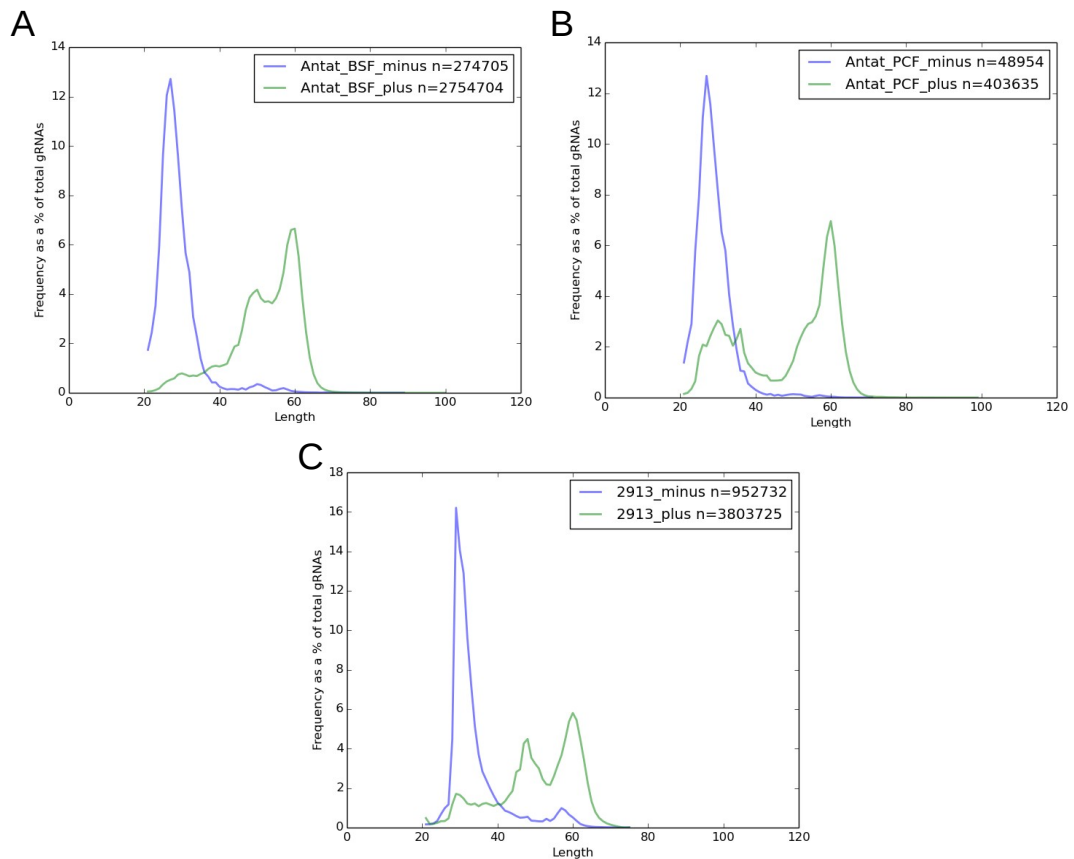 A
Antat_BSF_minus n=274705
Antat_BSF_plus n=2754704
Frequency as a % of total gRNAs
14
12
10
8
6
4
2
0
0 20 40 60 80 100 120
Length
B
Antat_PCF_minus n=48954
Antat_PCF_plus n=403635
Frequency as a % of total gRNAs
14
12
10
8
6
4
2
0
0 20 40 60 80 100 120
Length
C
2913_minus n=952732
2913_plus n=3803725
Frequency as a % of total gRNAs
18
16
14
12
10
8
6
4
2
0
0 20 40 60 80 100 120
Length